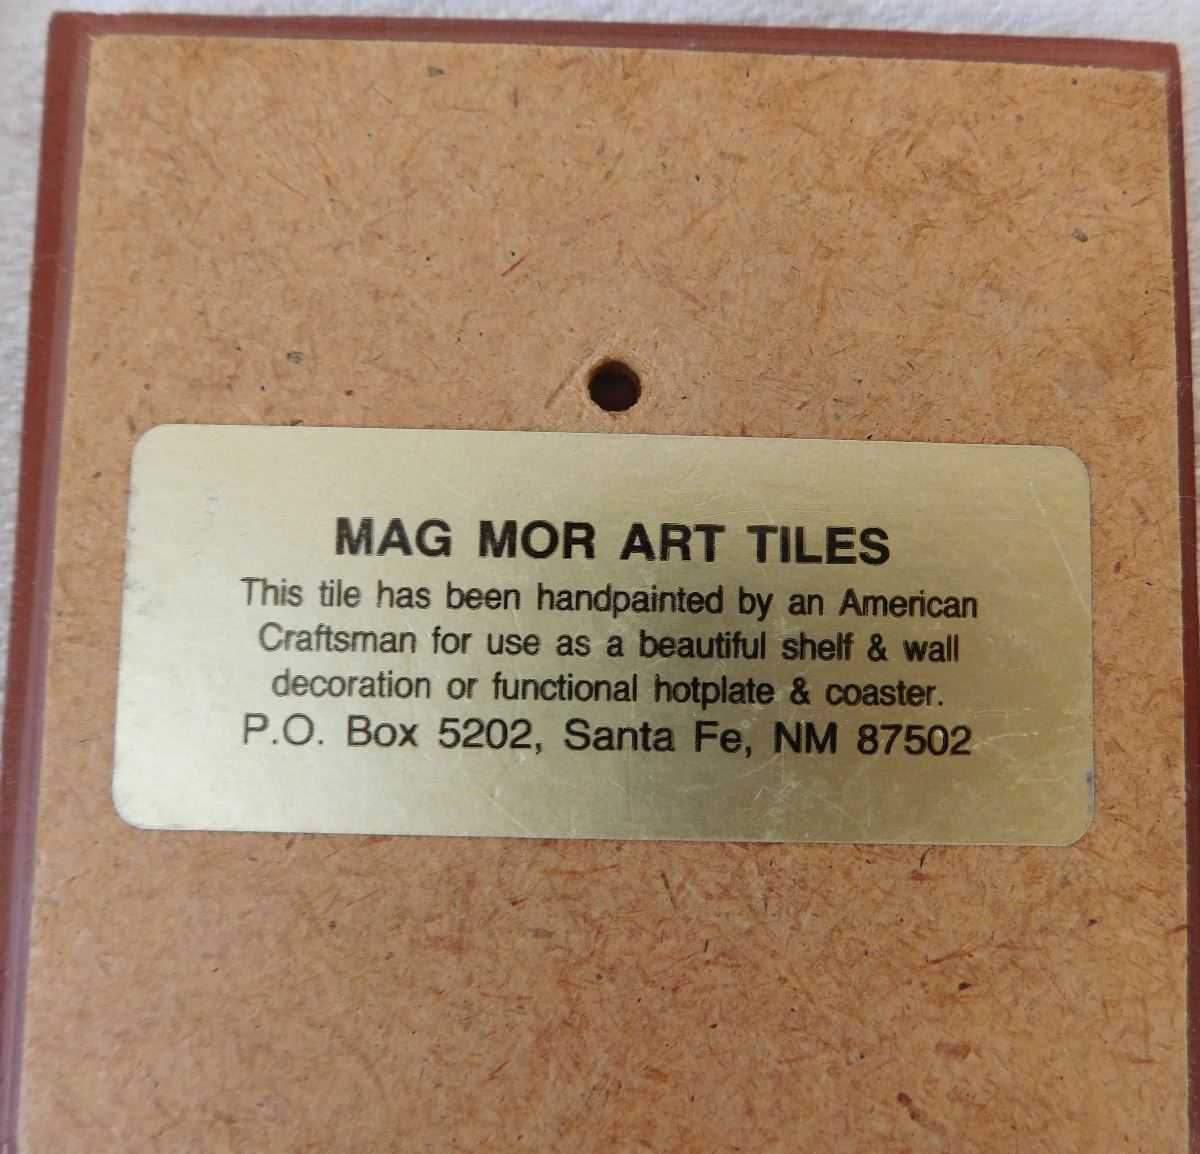 MAG MOR ART TILES
This tile has been handpainted by an American
Craftsman for use as a beautiful shelf & wall
decoration or functional hotplate & coaster.
P.O. Box 5202, Santa Fe, NM 87502